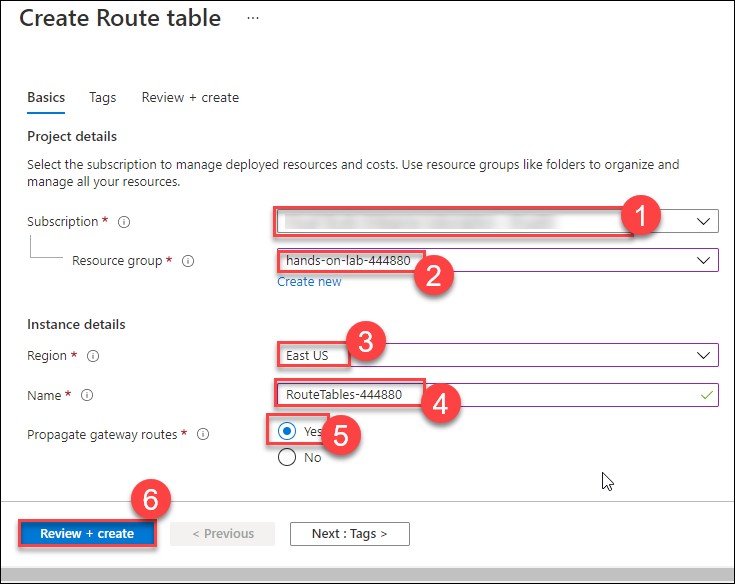 Create Route table ...
Basics Tags Review + create
Project details
Select the subscription to manage deployed resources and costs. Use resource groups like folders to organize and
manage all your resources.
Subscription * 1
Resource group * hands-on-lab-444880 2
Create new
Instance details
Region * East US 3
Name * RouteTables-444880 4
Propagate gateway routes * Yes 5
No
6
Review + create < Previous Next : Tags >